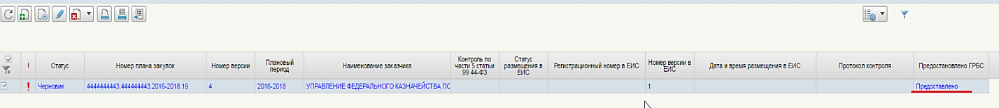 ! Статус Номер плана закупок Номер версии Плановый период Наименование заказчика Контроль по части 5 статьи 99 44-ФЗ Статус размещения в ЕИС Регистрационный номер в ЕИС Номер версии в ЕИС Дата и время размещения в ЕИС Протокол контроля Предоставлено ГРБС
! Черновик 4444444443.444444443.2016-2018.19 4 2016-2018 УПРАВЛЕНИЕ ФЕДЕРАЛЬНОГО КАЗНАЧЕЙСТВА ПО 1 Предоставлено